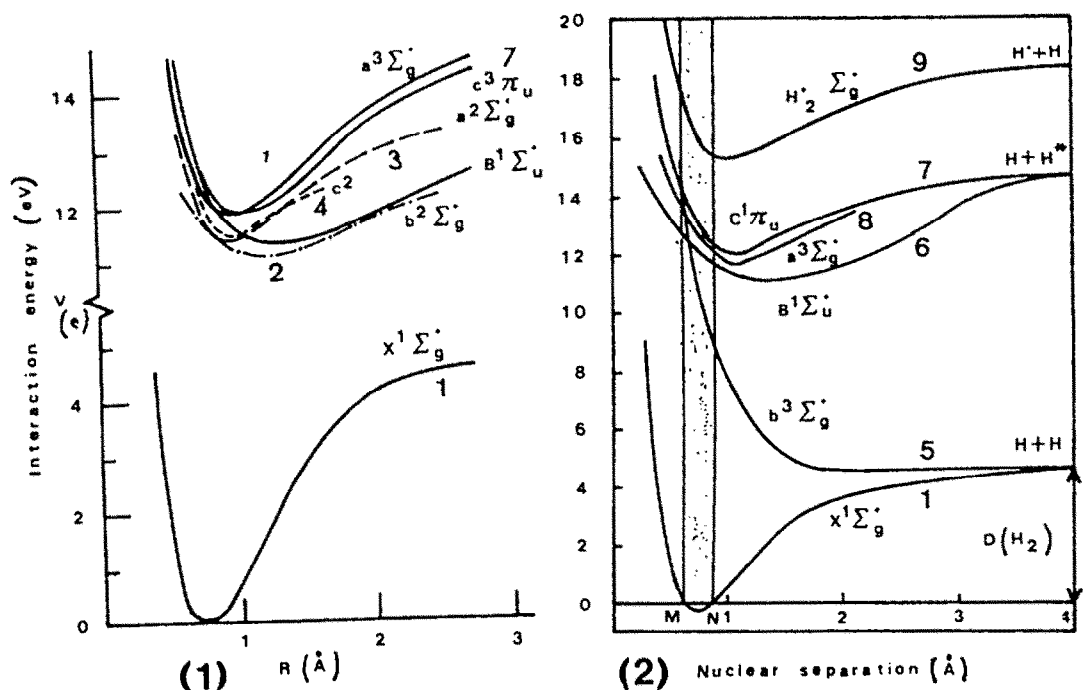 14
12
4
2
0
Interaction energy (eV)
V
(e)
a³Σg⁺ 7
c³πu
a²Σg⁺
1
3
B¹Σu⁺
c²
4
b²Σg⁺
2
X¹Σg⁺
1
0
1
2
3
(1)
R (Å)
20
18
16
14
12
10
8
6
4
2
0
9
H⁺+H
H₂⁺ Σg⁺
7
H+H*
C¹πu
8
a³Σg⁺
6
B¹Σu⁺
b³Σg⁺
5
H+H
1
X¹Σg⁺
D(H₂)
M
N
1
2
3
4
(2)
Nuclear separation (Å)